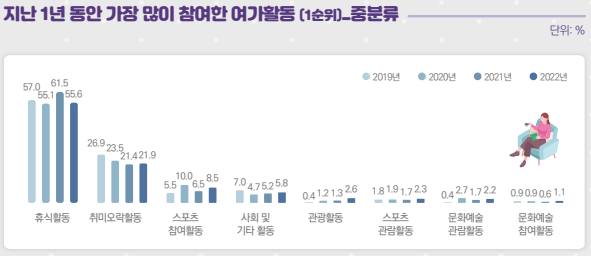 지난 1년 동안 가장 많이 참여한 여가활동 (1순위)_중분류
단위: %
2019년 2020년 2021년 2022년
57.0 55.1 61.5 55.6
26.9 23.5 21.4 21.9
5.5 10.0 6.5 8.5
7.0 4.7 5.2 5.8
0.4 1.2 1.3 2.6
1.8 1.9 1.7 2.3
0.4 2.7 1.7 2.2
0.9 0.9 0.6 1.1
휴식활동
취미오락활동
스포츠
참여활동
사회 및
기타 활동
관광활동
스포츠
관람활동
문화예술
관람활동
문화예술
참여활동